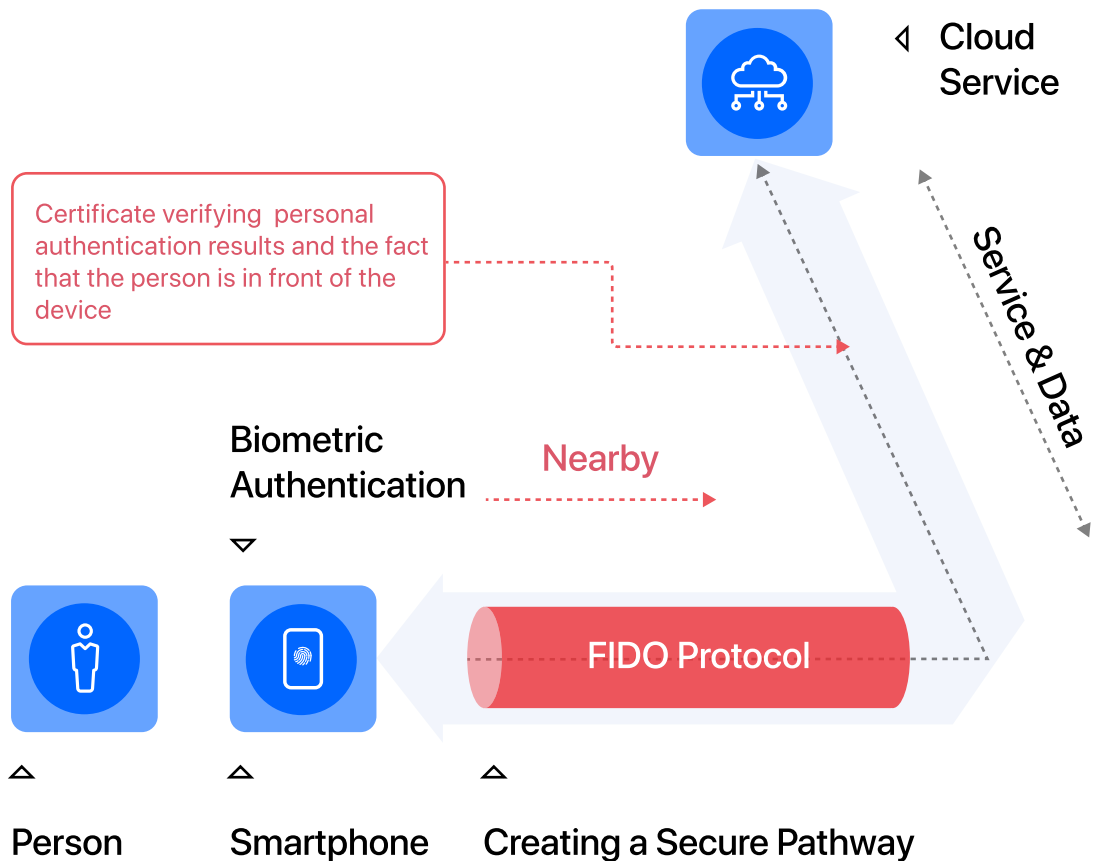 Cloud
Service
Certificate verifying  personal
authentication results and the fact
that the person is in front of the
device
Service & Data
Biometric
Authentication
Nearby
FIDO Protocol
Person
Smartphone
Creating a Secure Pathway